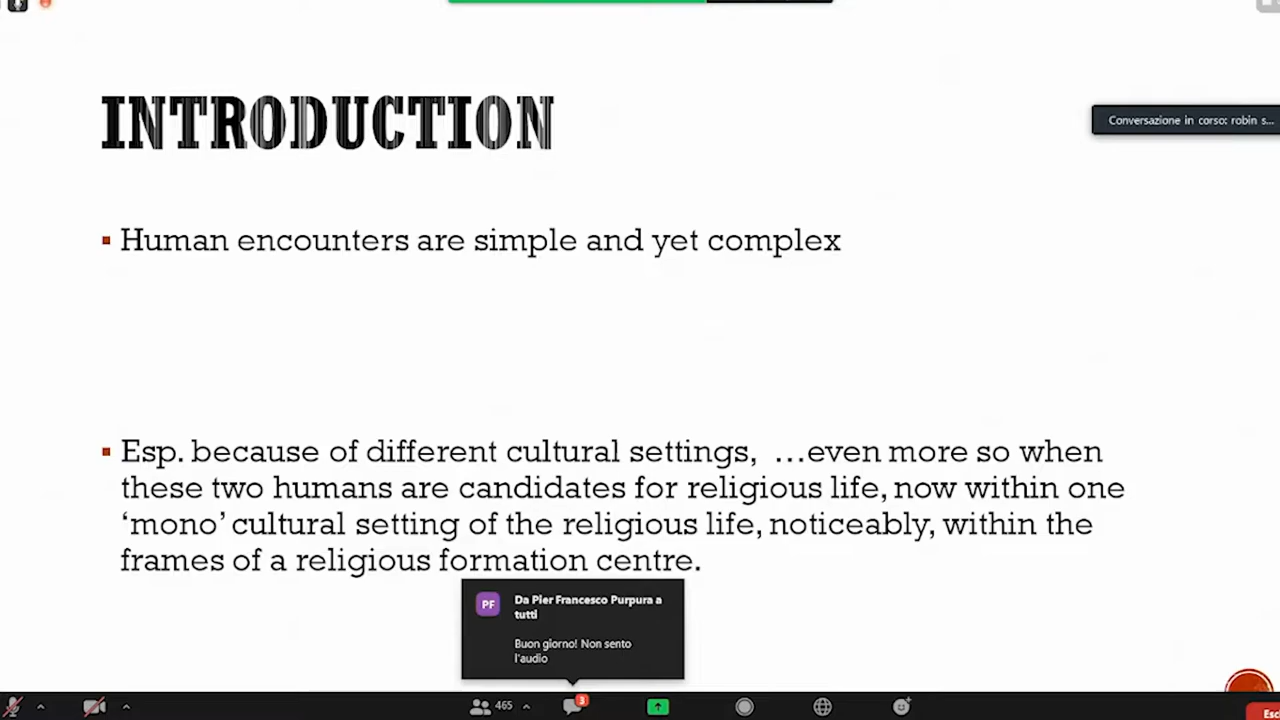 INTRODUCTION
Conversazione in corso: robin s...
▪ Human encounters are simple and yet complex
▪ Esp. because of different cultural settings, ...even more so when
these two humans are candidates for religious life, now within one
‘mono’ cultural setting of the religious life, noticeably, within the
frames of a religious formation centre.
PF
Da Pier Francesco Purpura a
tutti
Buon giorno! Non sento
l'audio
465
3
Esc